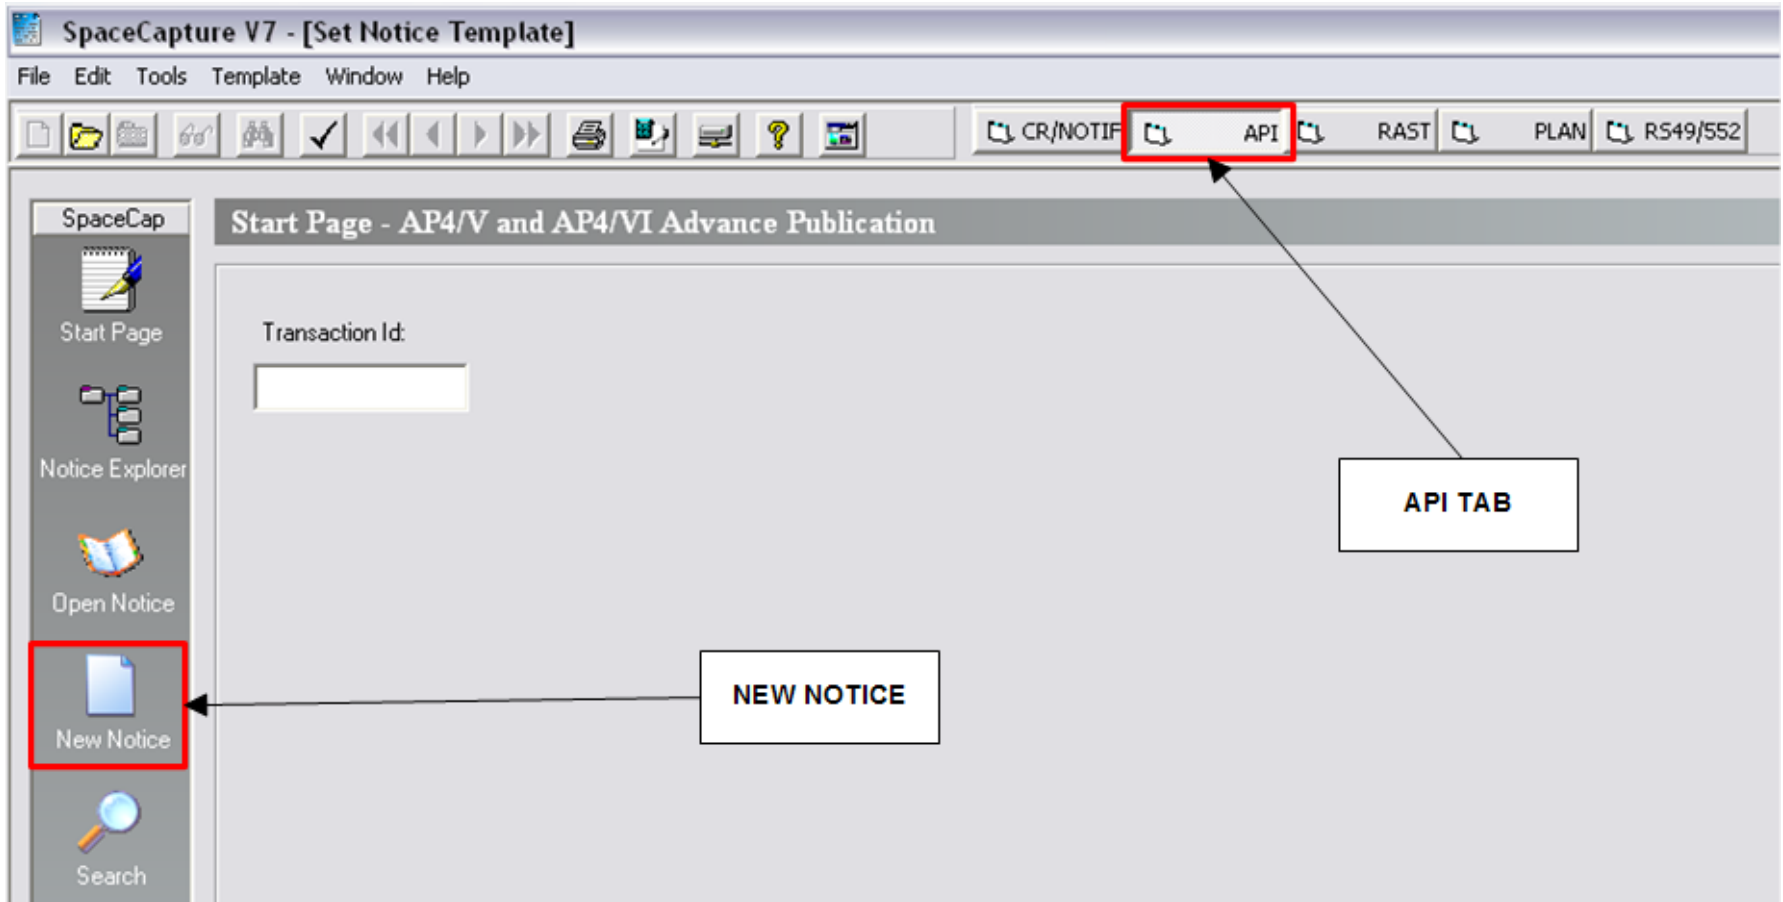 SpaceCapture V7 - [Set Notice Template]
File Edit Tools Template Window Help
CR/NOTIF API RAST PLAN RS49/552
SpaceCap
Start Page - AP4/V and AP4/VI Advance Publication
Start Page
Transaction Id:
Notice Explorer
API TAB
Open Notice
NEW NOTICE
New Notice
Search